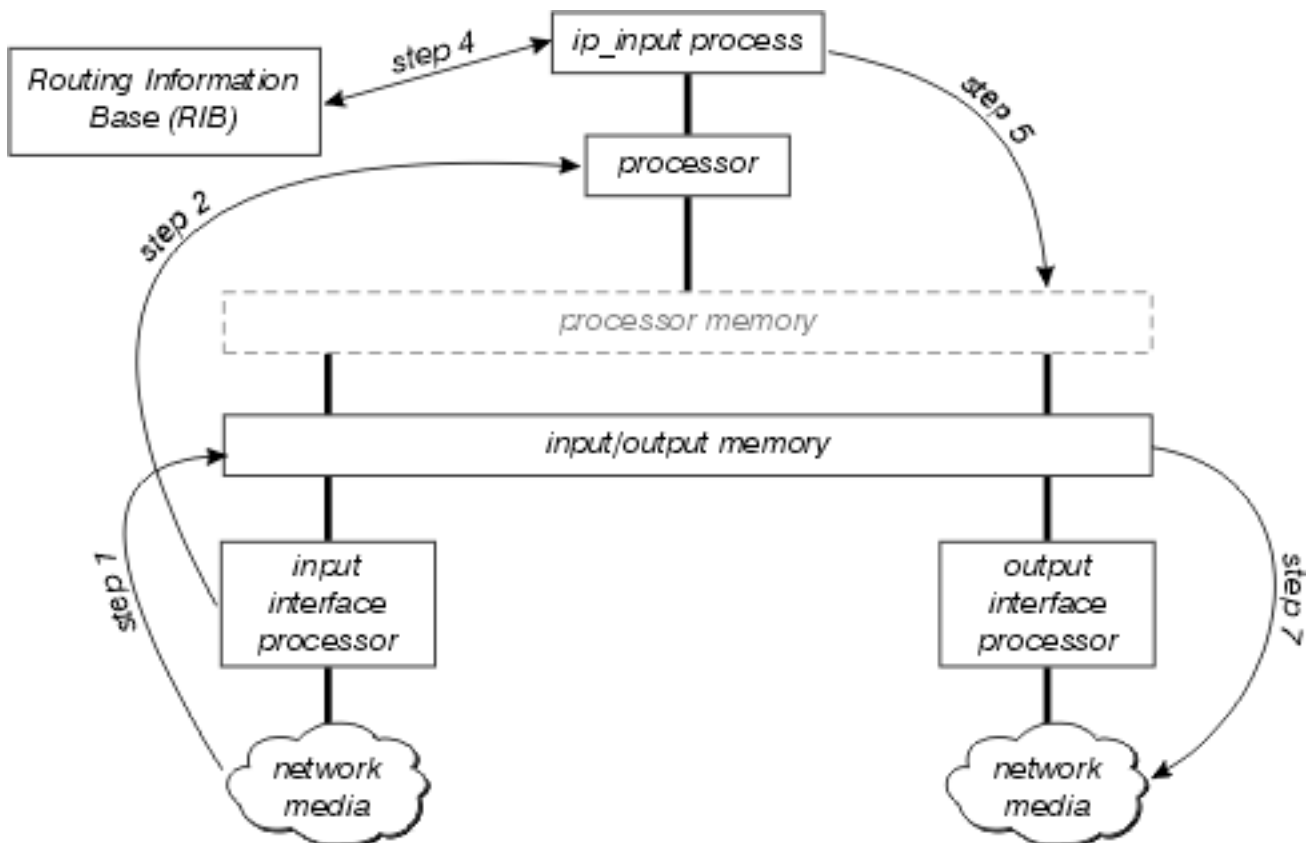 step 4
ip_input process
Routing Information
Base (RIB)
step 5
processor
step 2
processor memory
input/output memory
step 1
input
interface
processor
output
interface
processor
step 7
network
media
network
media